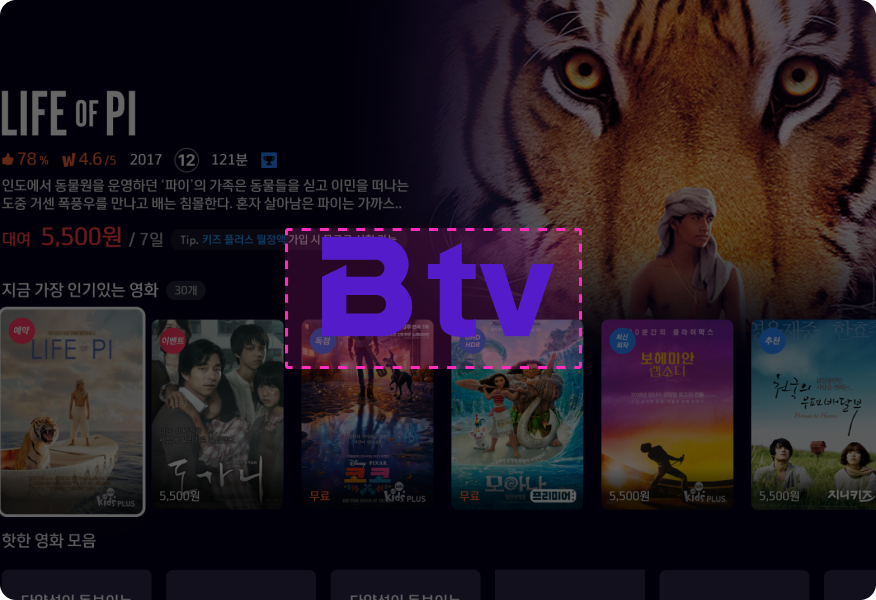 LIFE OF PI
78% W 4.6/5 2017 12 121분
인도에서 동물원을 운영하던 '파이'의 가족은 동물들을 싣고 이민을 떠나는
도중 거센 폭풍우를 만나고 배는 침몰한다. 혼자 살아남은 파이는 가까스..
대여 5,500원 / 7일 Tip. 키즈 플러스 월정액 가입 시
B tv
지금 가장 인기있는 영화 30개
예약
LIFE OF PI
Kids PLUS
이벤트
도가니
5,500원
독점
Disney PIXAR
코코
무료
Kids PLUS
UHD
HDR
모아나
무료
프리미어
최신
회차
보헤미안
랩소디
5,500원
Kids PLUS
추천
천국의
우편배달부
5,500원
지니키즈
핫한 영화 모음